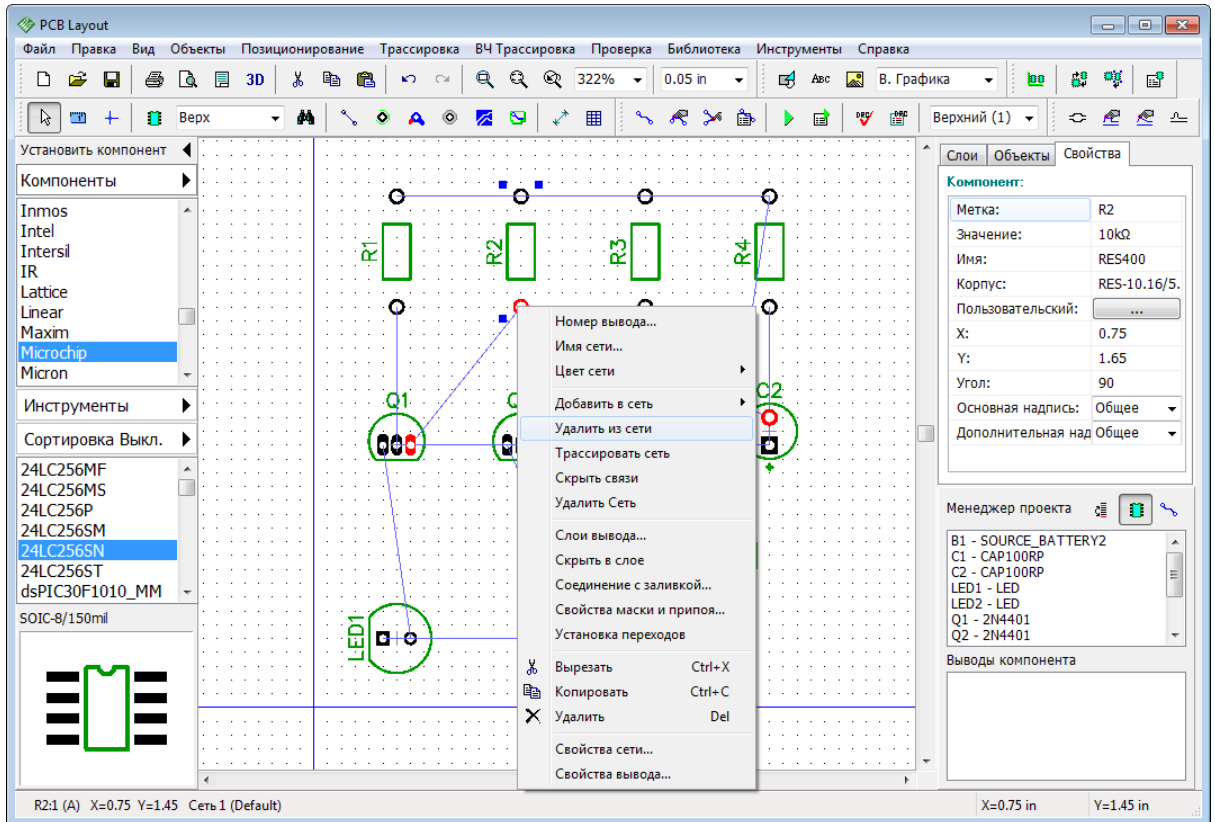 PCB Layout
Файл Правка Вид Объекты Позиционирование Трассировка ВЧ Трассировка Проверка Библиотека Инструменты Справка
3D 322% 0.05 in ABC В. Графика
Верх DRC DRC Верхний (1)
Установить компонент
Компоненты
Inmos
Intel
Intersil
IR
Lattice
Linear
Maxim
Microchip
Micron
Инструменты
Сортировка Выкл.
24LC256MF
24LC256MS
24LC256P
24LC256SM
24LC256SN
24LC256ST
dsPIC30F1010_MM
SOIC-8/150mil
R1
R2
R3
R4
Q1
C2
LED1
Номер вывода...
Имя сети...
Цвет сети
Добавить в сеть
Удалить из сети
Трассировать сеть
Скрыть связи
Удалить Сеть
Слои вывода...
Скрыть в слое
Соединение с заливкой...
Свойства маски и припоя...
Установка переходов
Вырезать Ctrl+X
Копировать Ctrl+C
Удалить Del
Свойства сети...
Свойства вывода...
Слои Объекты Свойства
Компонент:
Метка: R2
Значение: 10kΩ
Имя: RES400
Корпус: RES-10.16/5.
Пользовательский: ...
X: 0.75
Y: 1.65
Угол: 90
Основная надпись: Общее
Дополнительная над Общее
Менеджер проекта
B1 - SOURCE_BATTERY2
C1 - CAP100RP
C2 - CAP100RP
LED1 - LED
LED2 - LED
Q1 - 2N4401
Q2 - 2N4401
Выводы компонента
R2:1 (A) X=0.75 Y=1.45 Сеть 1 (Default) X=0.75 in Y=1.45 in